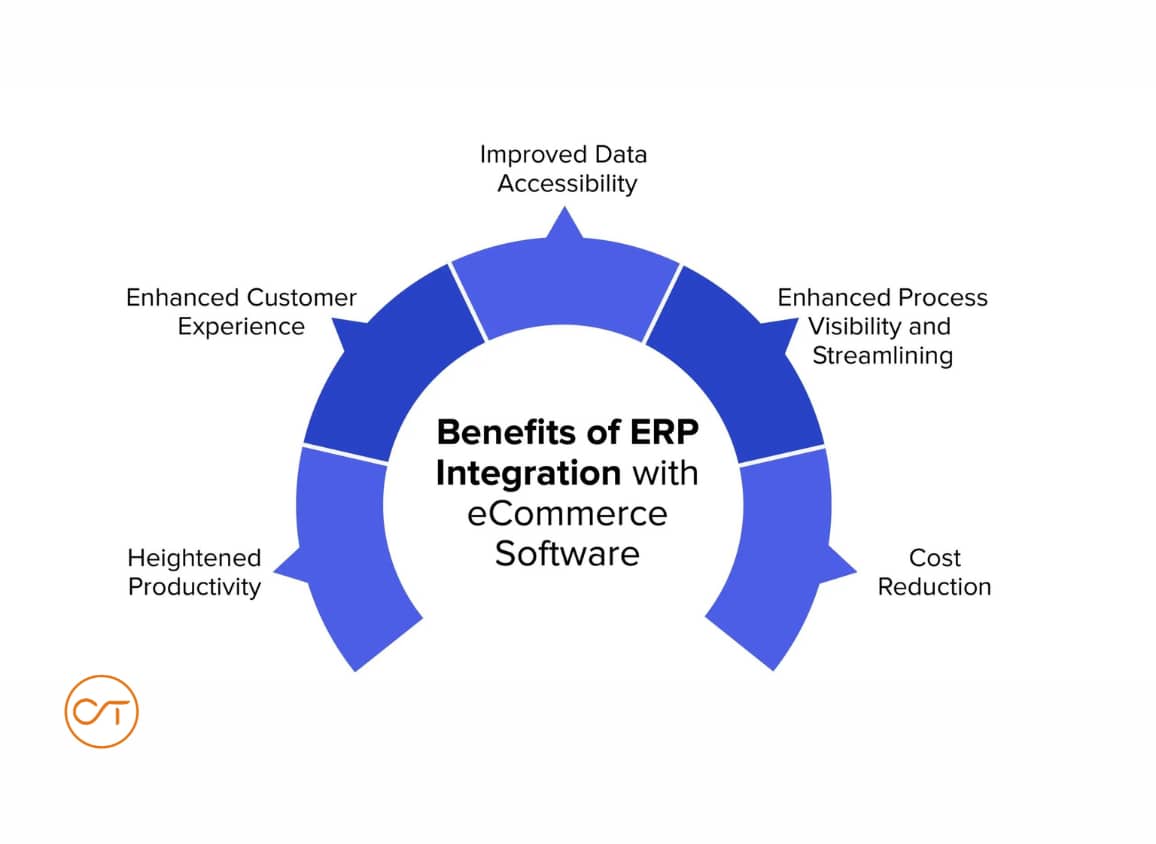 Improved Data
Accessibility
Enhanced Customer
Experience
Enhanced Process
Visibility and
Streamlining
Benefits of ERP
Integration with
eCommerce
Software
Heightened
Productivity
Cost
Reduction
CT